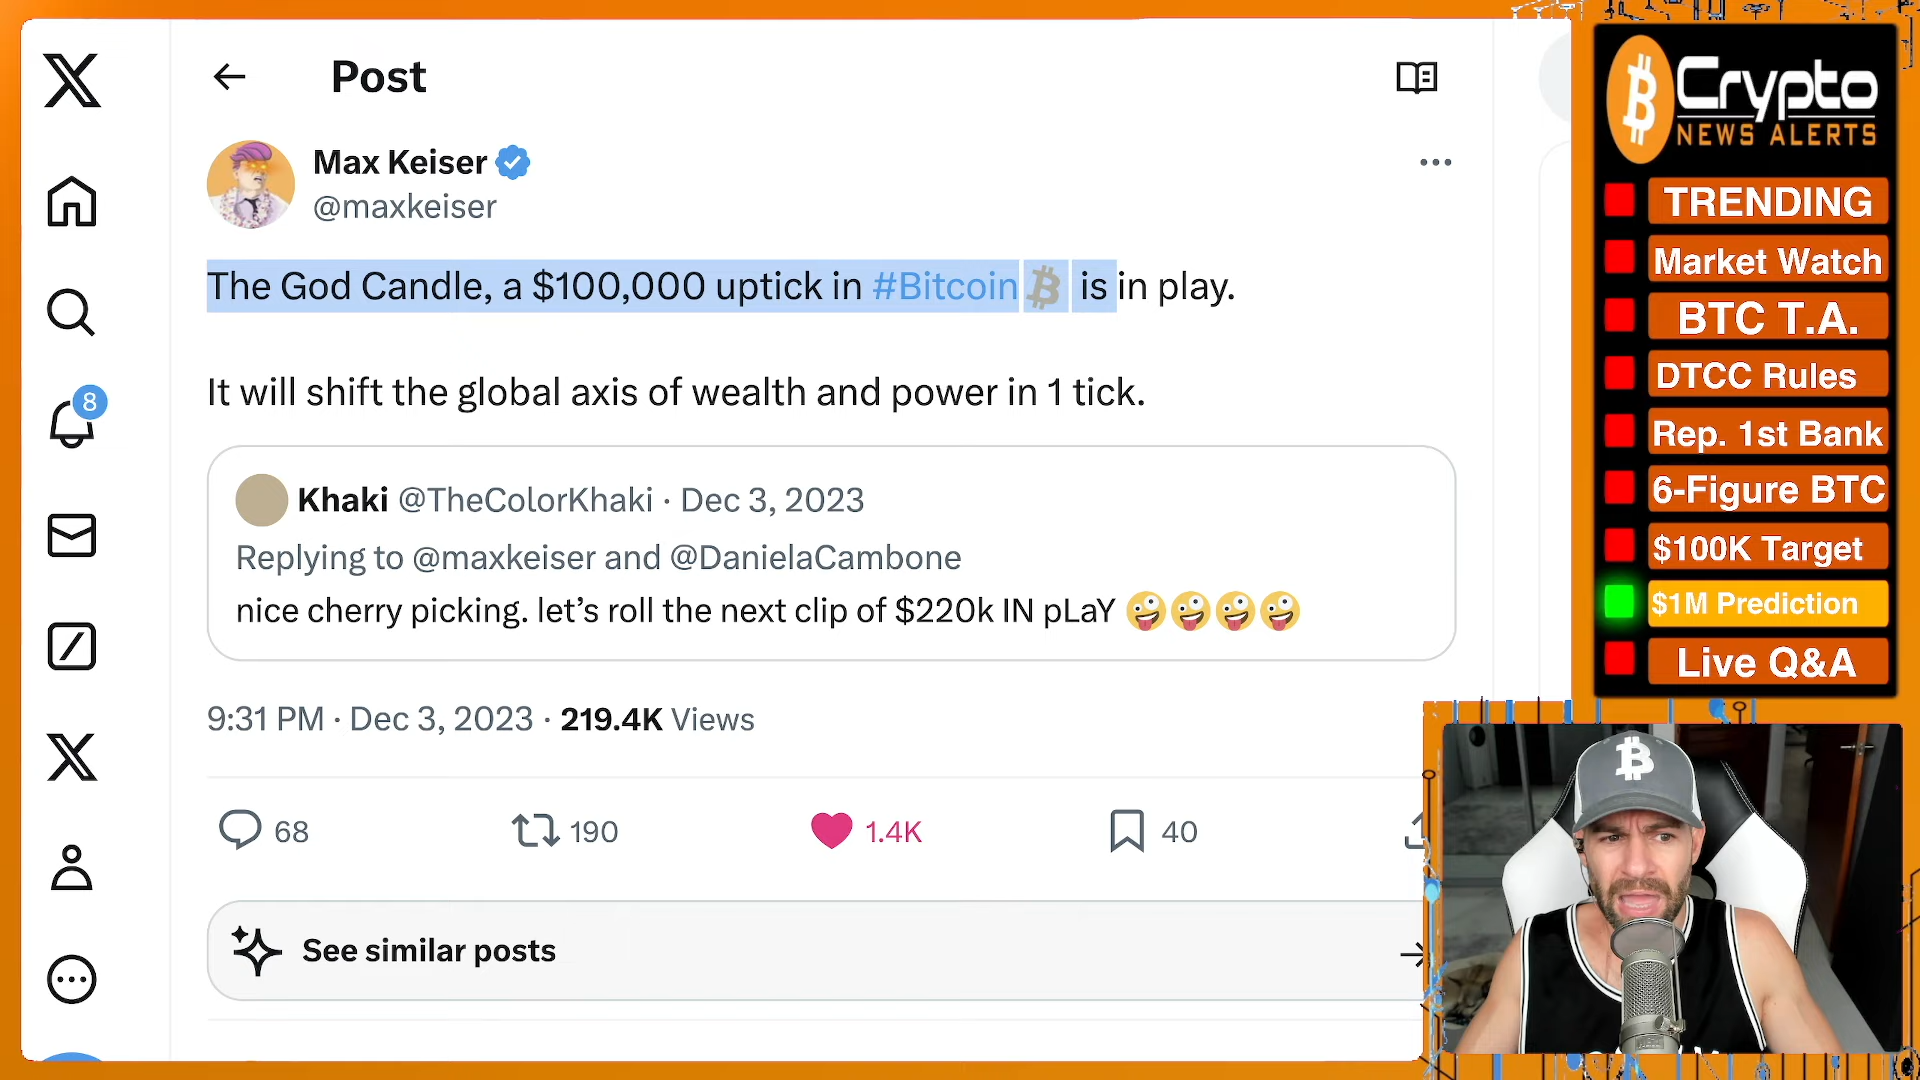 Post
Max Keiser
@maxkeiser
The God Candle, a $100,000 uptick in #Bitcoin is in play.
It will shift the global axis of wealth and power in 1 tick.
Khaki @TheColorKhaki · Dec 3, 2023
Replying to @maxkeiser and @DanielaCambone
nice cherry picking. let’s roll the next clip of $220k IN pLaY 🤪🤪🤪🤪
9:31 PM · Dec 3, 2023 · 219.4K Views
68 190 1.4K 40
See similar posts
8
Crypto
NEWS ALERTS
TRENDING
Market Watch
BTC T.A.
DTCC Rules
Rep. 1st Bank
6-Figure BTC
$100K Target
$1M Prediction
Live Q&A